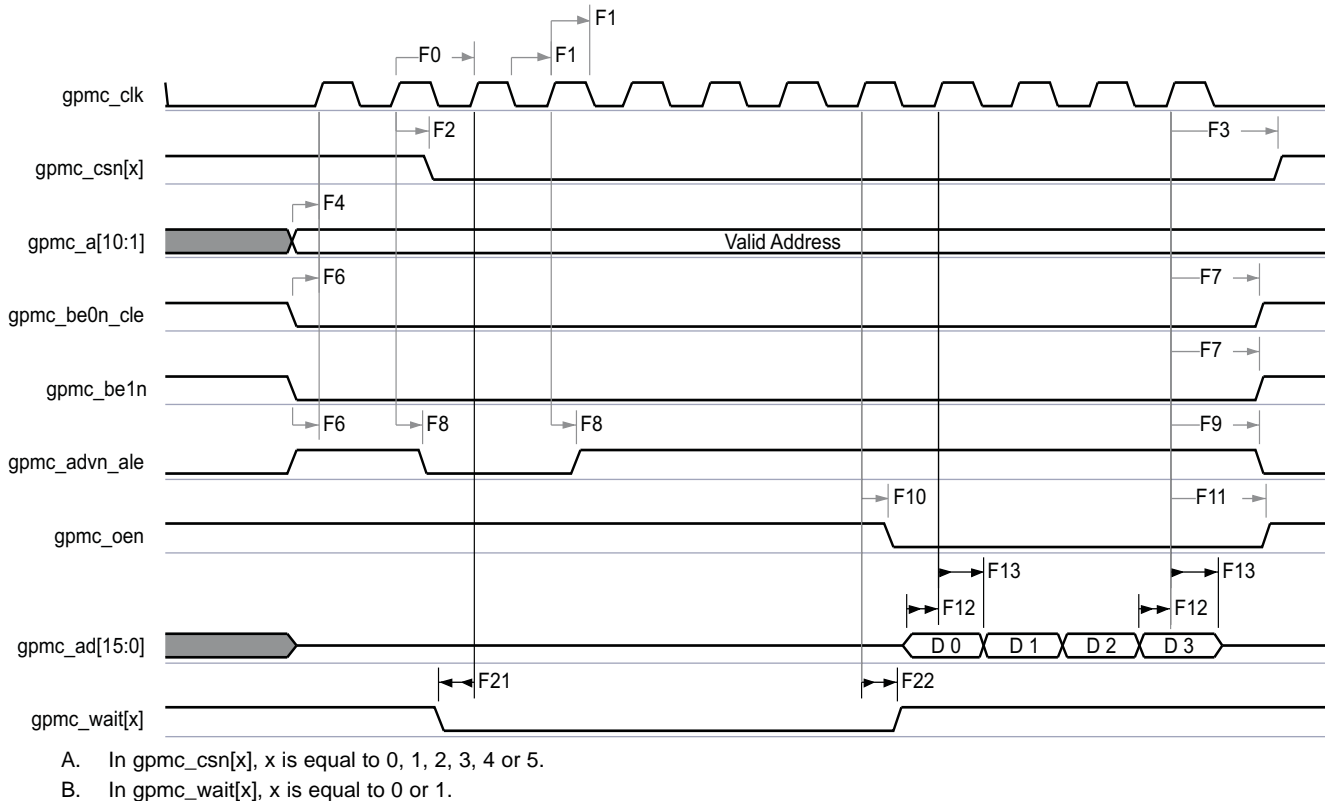 F1
F0
F1
gpmc_clk
F2
F3
gpmc_csn[x]
F4
gpmc_a[10:1]
Valid Address
F6
F7
gpmc_be0n_cle
F7
gpmc_be1n
F6
F8
F8
F9
gpmc_advn_ale
F10
F11
gpmc_oen
F13
F13
F12
F12
gpmc_ad[15:0]
D 0
D 1
D 2
D 3
F21
F22
gpmc_wait[x]
A. In gpmc_csn[x], x is equal to 0, 1, 2, 3, 4 or 5.
B. In gpmc_wait[x], x is equal to 0 or 1.